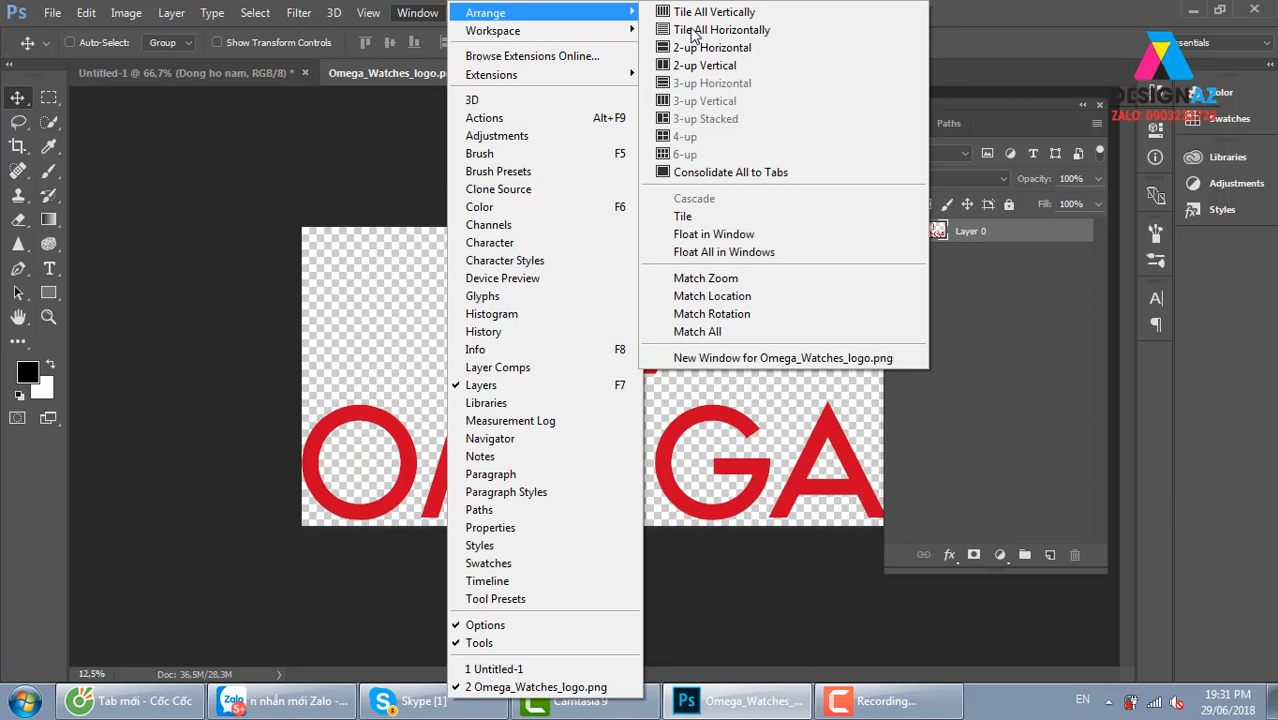 Ps File Edit Image Layer Type Select Filter 3D View Window
Auto-Select: Group Show Transform Controls
Untitled-1 @ 66,7% (Dong ho nam, RGB/8) *
Omega_Watches_logo.p
Arrange
Workspace
Browse Extensions Online...
Extensions
3D
Actions Alt+F9
Adjustments
Brush F5
Brush Presets
Clone Source
Color F6
Channels
Character
Character Styles
Device Preview
Glyphs
Histogram
History
Info F8
Layer Comps
Layers F7
Libraries
Measurement Log
Navigator
Notes
Paragraph
Paragraph Styles
Paths
Properties
Styles
Swatches
Timeline
Tool Presets
Options
Tools
1 Untitled-1
2 Omega_Watches_logo.png
Tile All Vertically
Tile All Horizontally
2-up Horizontal
2-up Vertical
3-up Horizontal
3-up Vertical
3-up Stacked
4-up
6-up
Consolidate All to Tabs
Cascade
Tile
Float in Window
Float All in Windows
Match Zoom
Match Location
Match Rotation
Match All
New Window for Omega_Watches_logo.png
DESIGNAZ
Paths
Opacity: 100%
Fill: 100%
Layer 0
Color
Swatches
Libraries
Adjustments
Styles
GA
12,5% Doc: 36,5M/28,3M
Tab mới - Cốc Cốc
n nhắn mới Zalo -...
Skype [1]
Camtasia 9
Omega_Watches_...
Recording...
EN
19:31 PM
29/06/2018